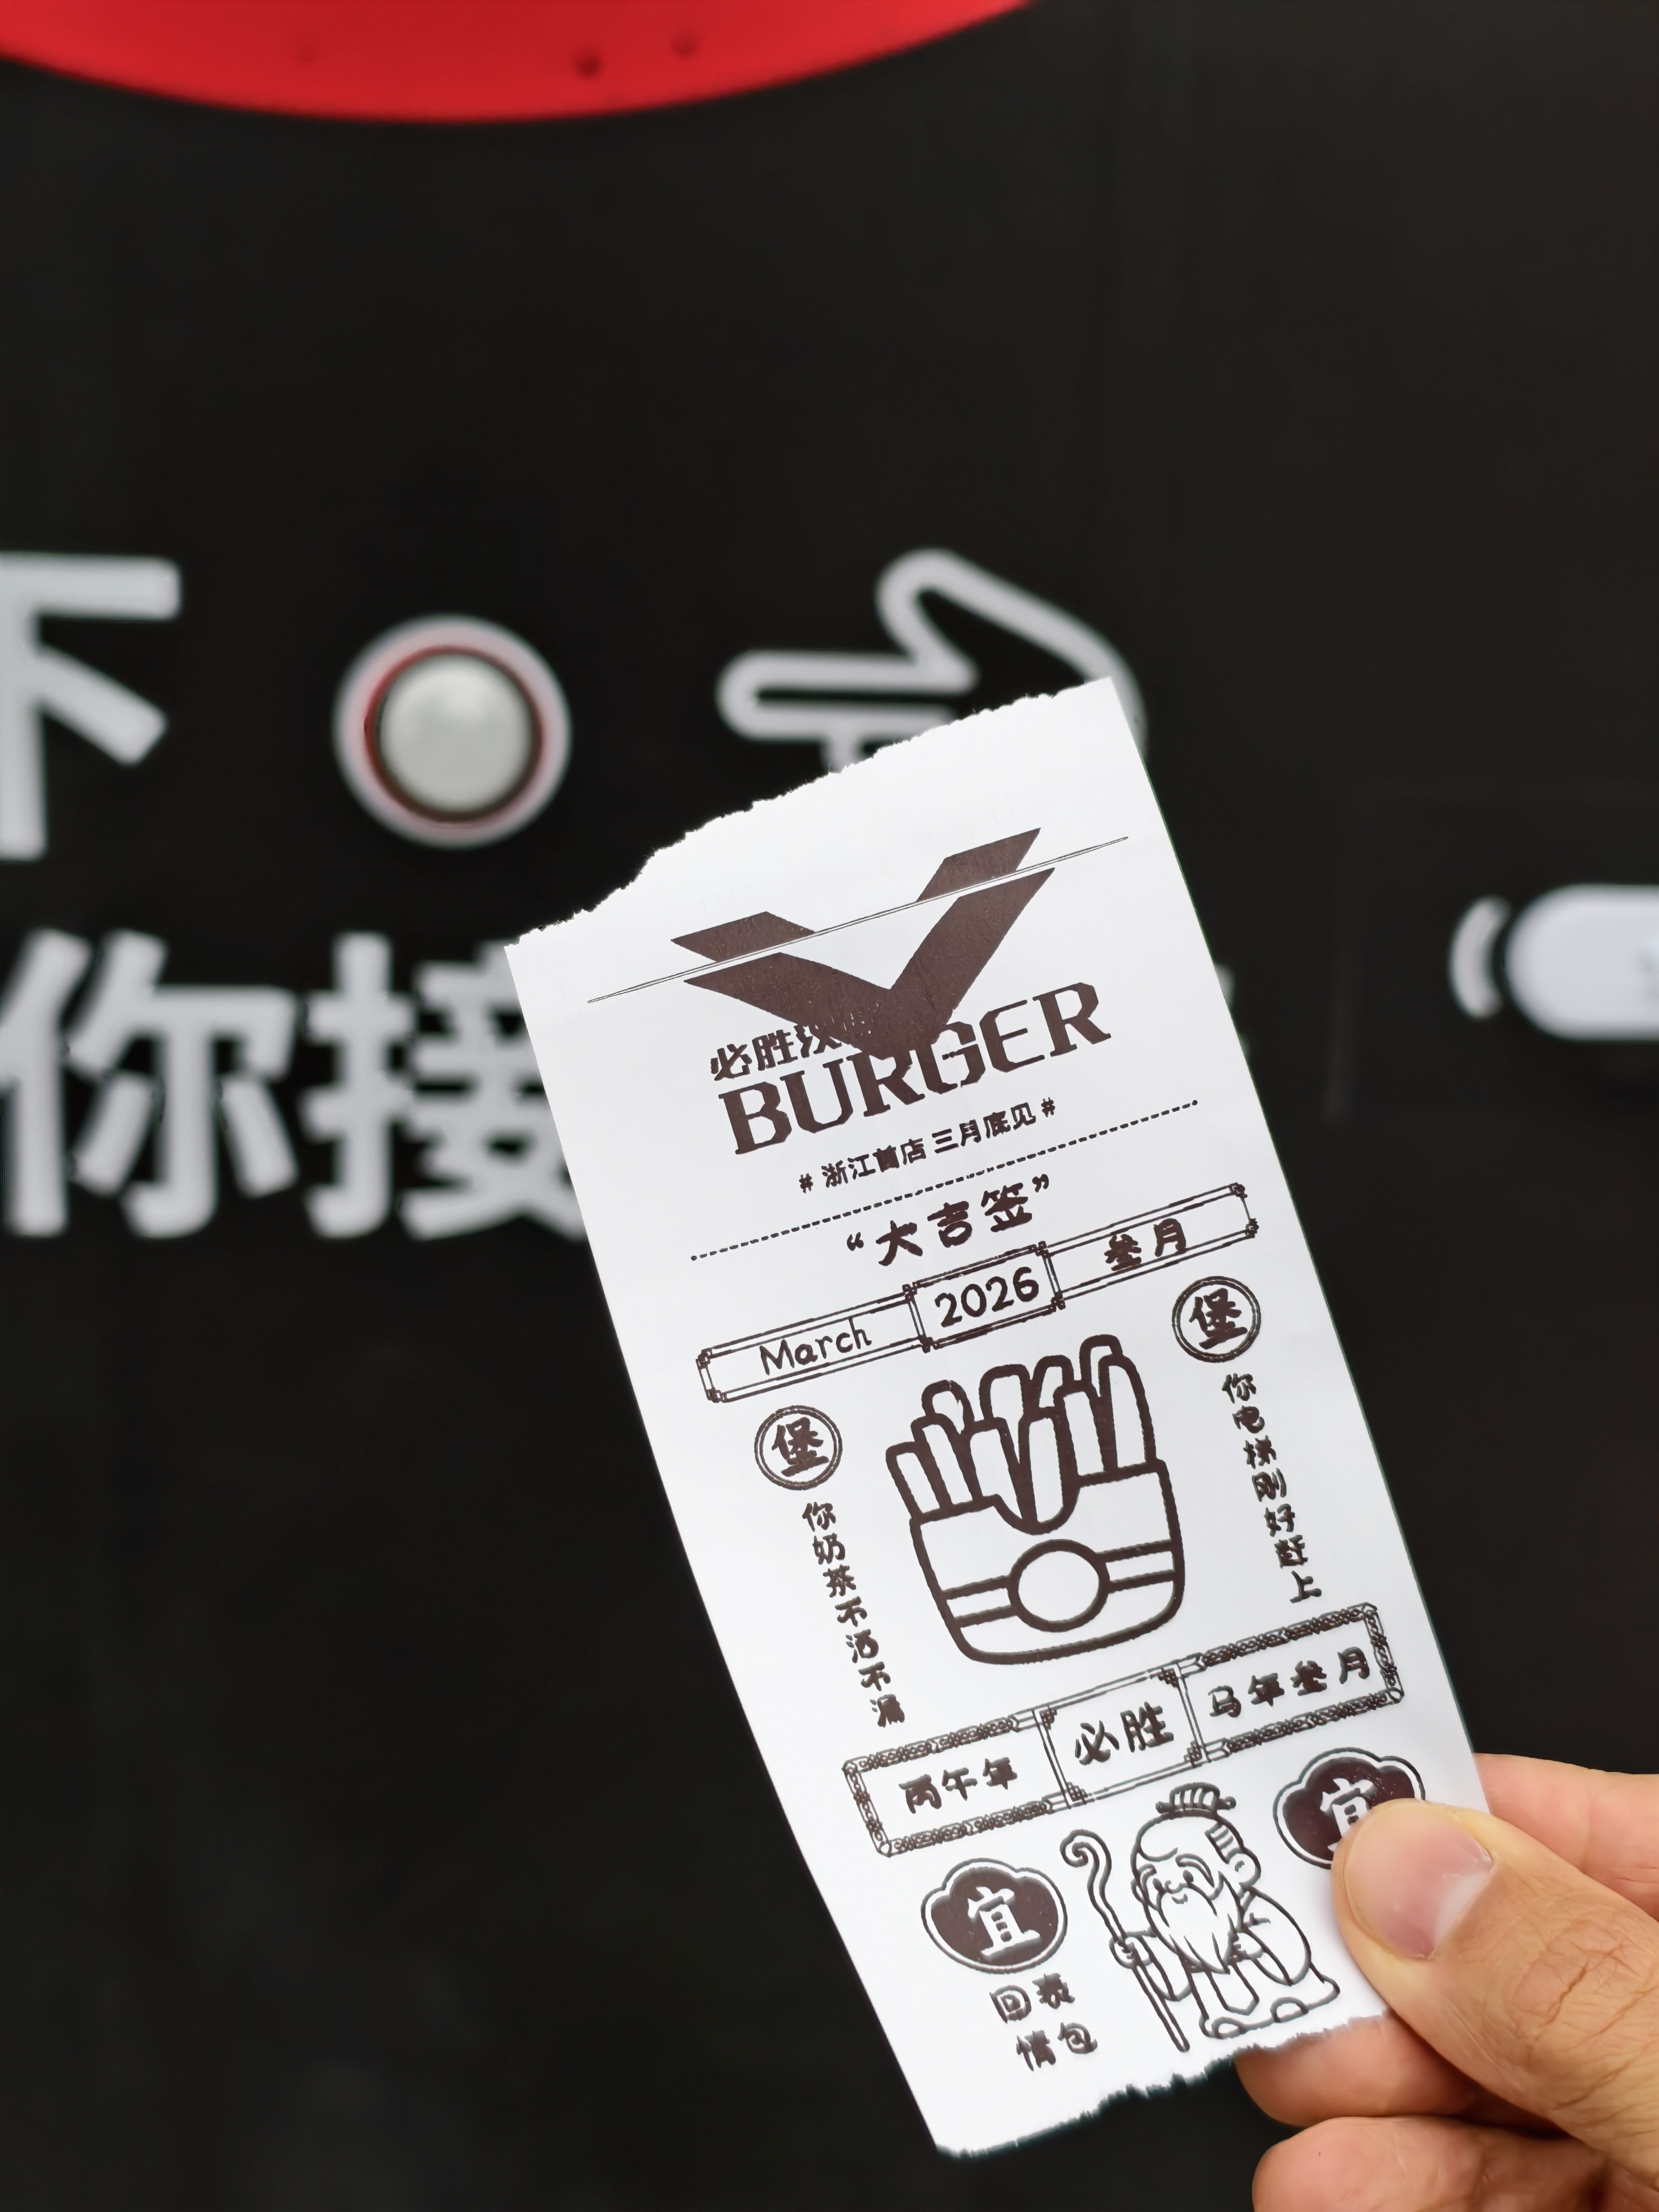 下
你接
必胜汉
BURGER
# 浙江首店 三月底见 #
“大吉签”
March 2026 叁月
堡
你电梯刚好赶上
堡
你奶茶不洒不漏
丙午年 必胜 马年叁月
宜
宜
回表
情包